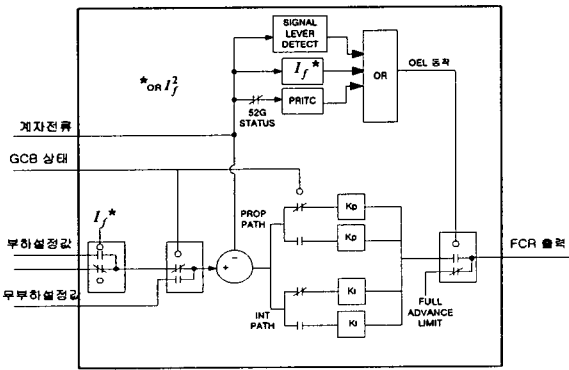 SIGNAL
LEVER
DETECT
*OR I_f^2
I_f*
OR
OEL 동작
PRITC
52G
STATUS
계자전류
GCB 상태
I_f*
PROP
PATH
Kp
Kp
부하설정값
FCR 출력
무부하설정값
INT
PATH
Ki
Ki
FULL
ADVANCE
LIMIT